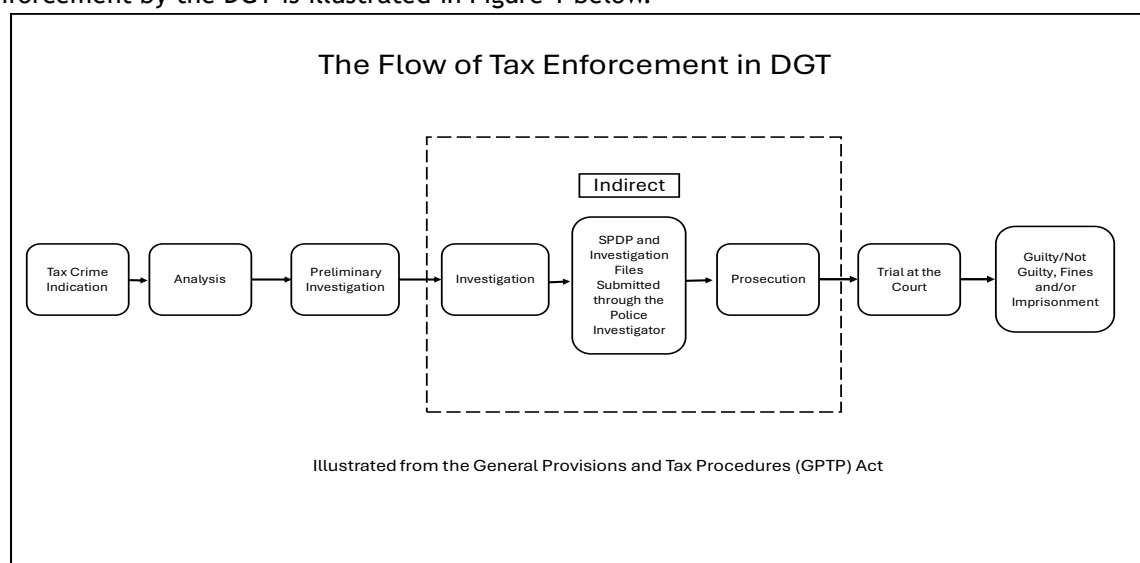 nforcement by the DGT is illustrated in Figure 1 below.
The Flow of Tax Enforcement in DGT
Indirect
Tax Crime
Indication
Analysis
Preliminary
Investigation
Investigation
SPDP and
Investigation
Files
Submitted
through the
Police
Investigator
Prosecution
Trial at the
Court
Guilty/Not
Guilty, Fines
and/or
Imprisonment
Illustrated from the General Provisions and Tax Procedures (GPTP) Act